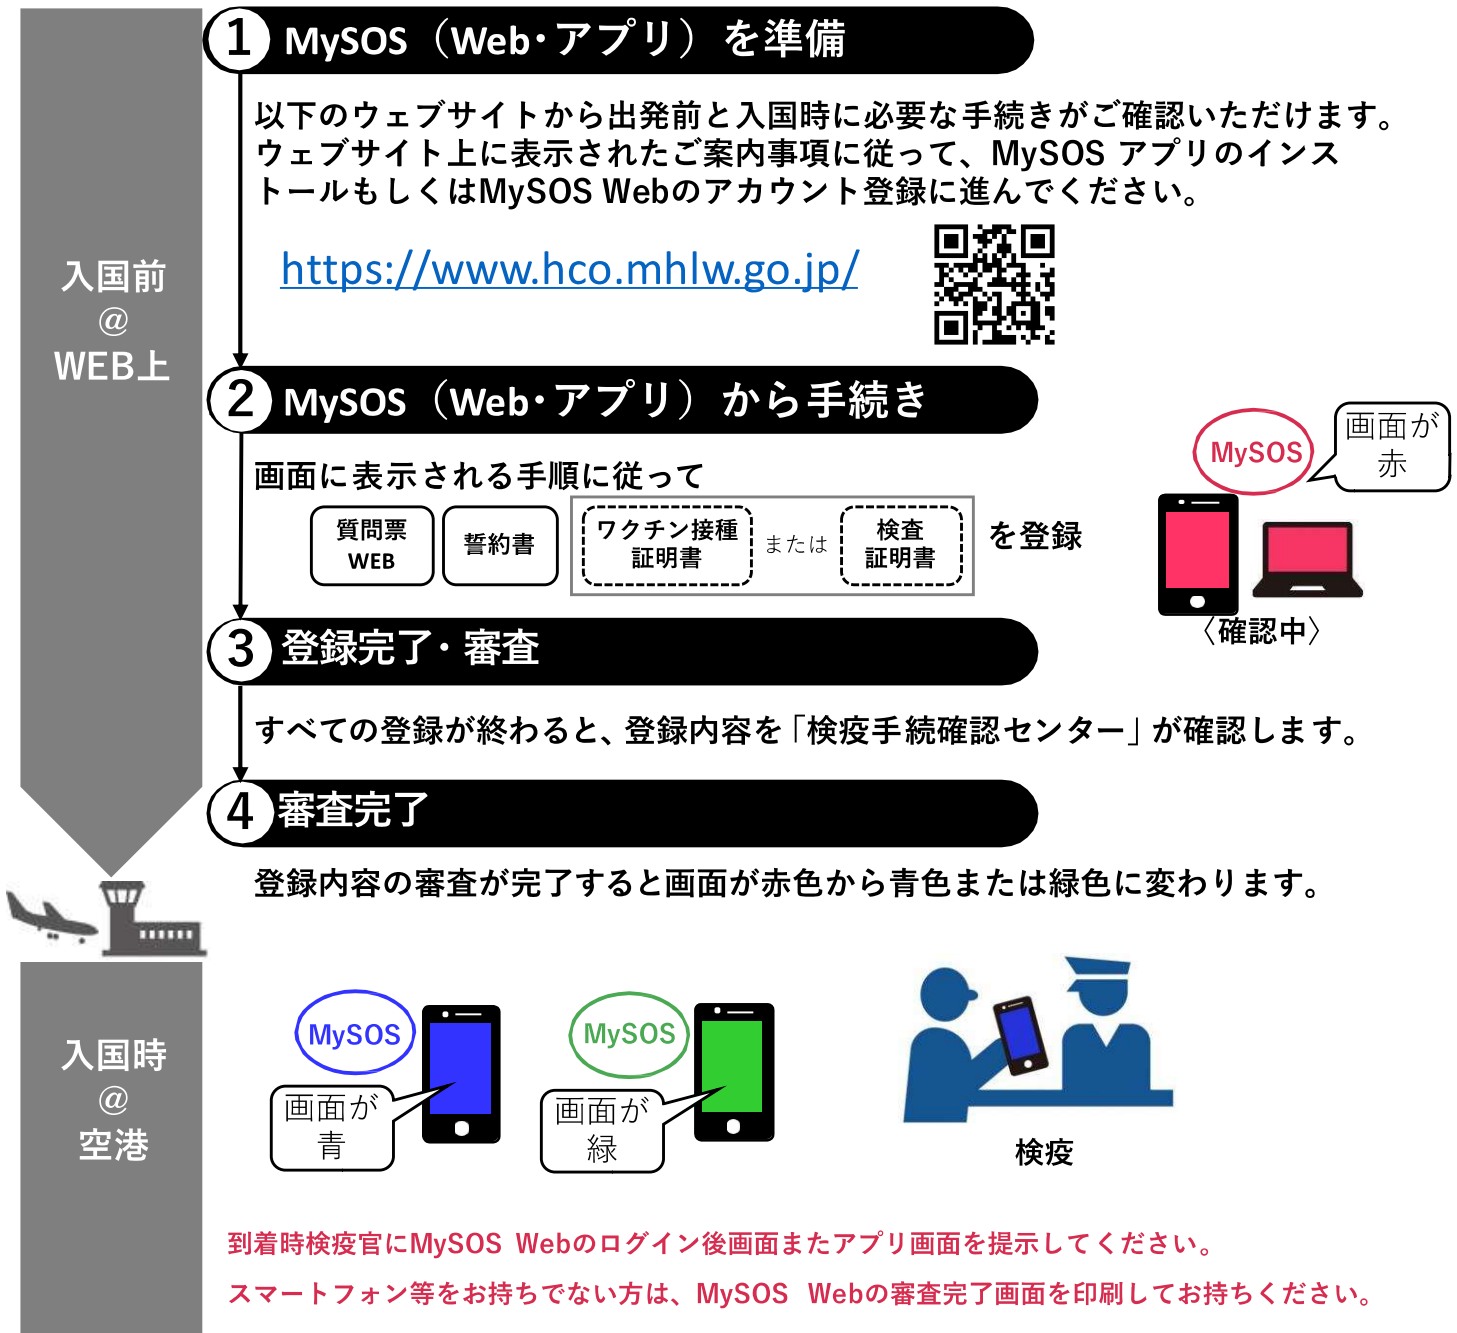 1 MySOS（Web・アプリ）を準備
以下のウェブサイトから出発前と入国時に必要な手続きがご確認いただけます。
ウェブサイト上に表示されたご案内事項に従って、MySOS アプリのインス
トールもしくはMySOS Webのアカウント登録に進んでください。
https://www.hco.mhlw.go.jp/
入国前
@
WEB上
2 MySOS（Web・アプリ）から手続き
画面に表示される手順に従って
質問票
WEB
誓約書
ワクチン接種
証明書
または
検査
証明書
を登録
MySOS
画面が
赤
〈確認中〉
3 登録完了・審査
すべての登録が終わると、登録内容を「検疫手続確認センター」が確認します。
4 審査完了
登録内容の審査が完了すると画面が赤色から青色または緑色に変わります。
入国時
@
空港
MySOS
画面が
青
MySOS
画面が
緑
検疫
到着時検疫官にMySOS Webのログイン後画面またアプリ画面を提示してください。
スマートフォン等をお持ちでない方は、MySOS Webの審査完了画面を印刷してお持ちください。